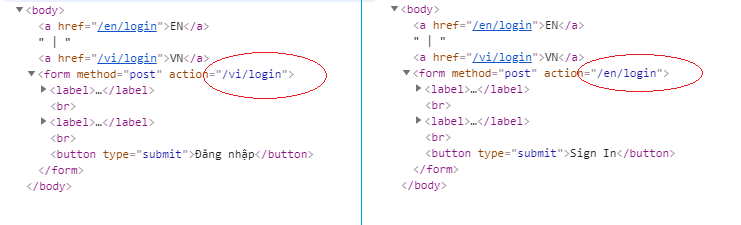 ▼<body>
<a href="/en/login">EN</a>
" | "
<a href="/vi/login">VN</a>
▼<form method="post" action="/vi/login">
▶<label>…</label>
<br>
▶<label>…</label>
<br>
<button type="submit">Đăng nhập</button>
</form>
</body>
▼<body>
<a href="/en/login">EN</a>
" | "
<a href="/vi/login">VN</a>
▼<form method="post" action="/en/login">
▶<label>…</label>
<br>
▶<label>…</label>
<br>
<button type="submit">Sign In</button>
</form>
</body>